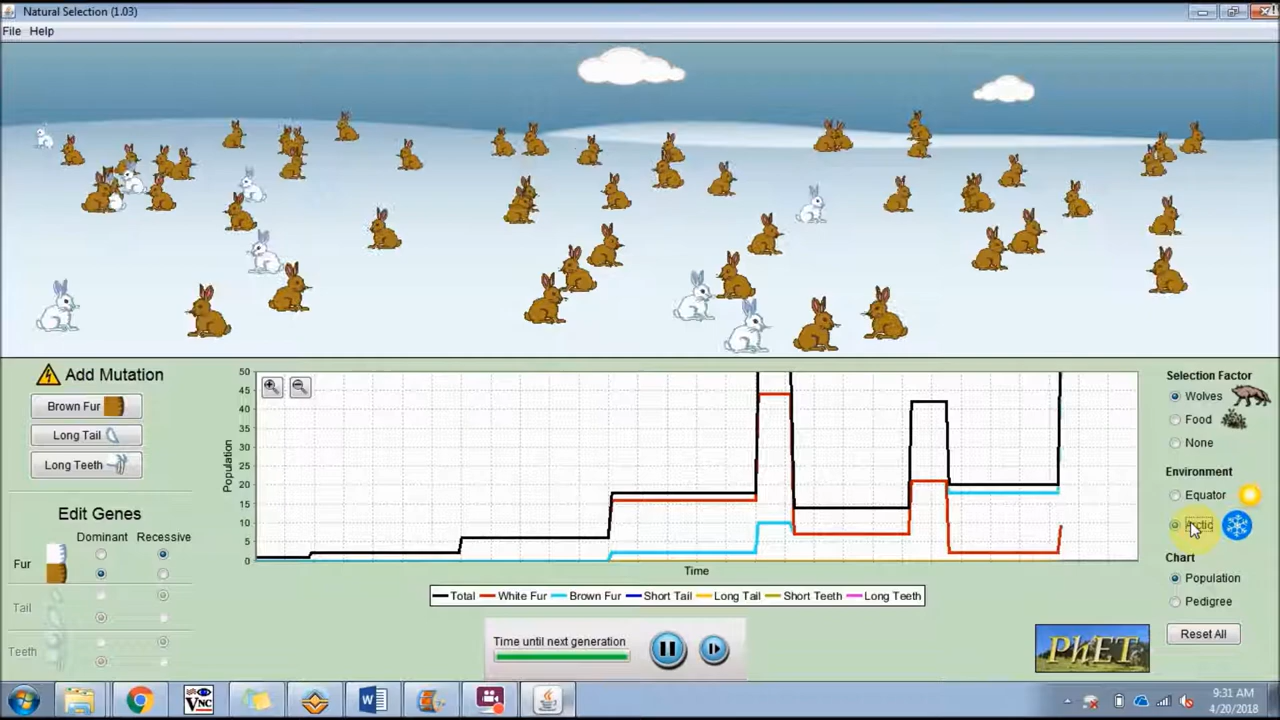 Natural Selection (1.03)
File Help
Add Mutation
Brown Fur
Long Tail
Long Teeth
Edit Genes
Dominant Recessive
Fur
Tail
Teeth
50
45
40
35
30
25
20
15
10
5
0
Population
Time
Total White Fur Brown Fur Short Tail Long Tail Short Teeth Long Teeth
Time until next generation
Selection Factor
Wolves
Food
None
Environment
Equator
Arctic
Chart
Population
Pedigree
Reset All
PhET
VNC
9:31 AM
4/20/2018